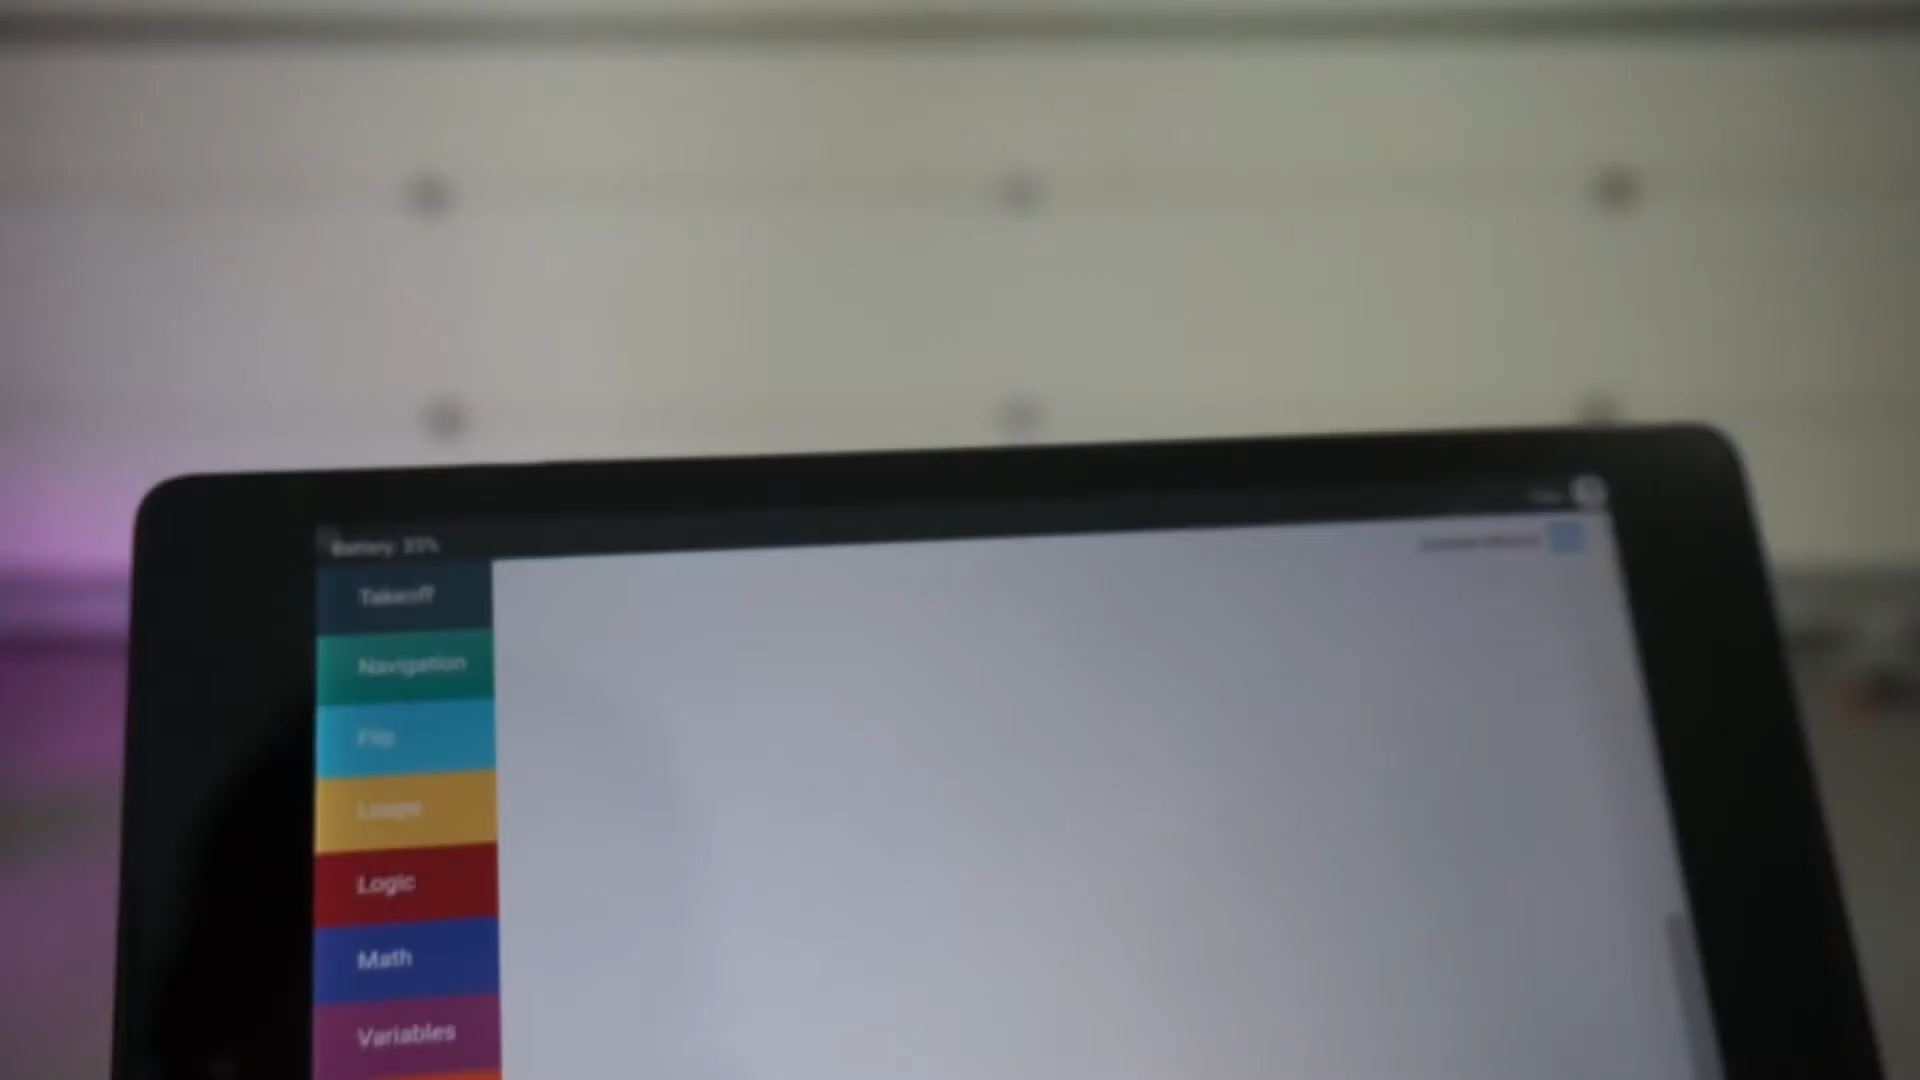 Battery: 33%
Takeoff
Navigation
Flip
Loops
Logic
Math
Variables